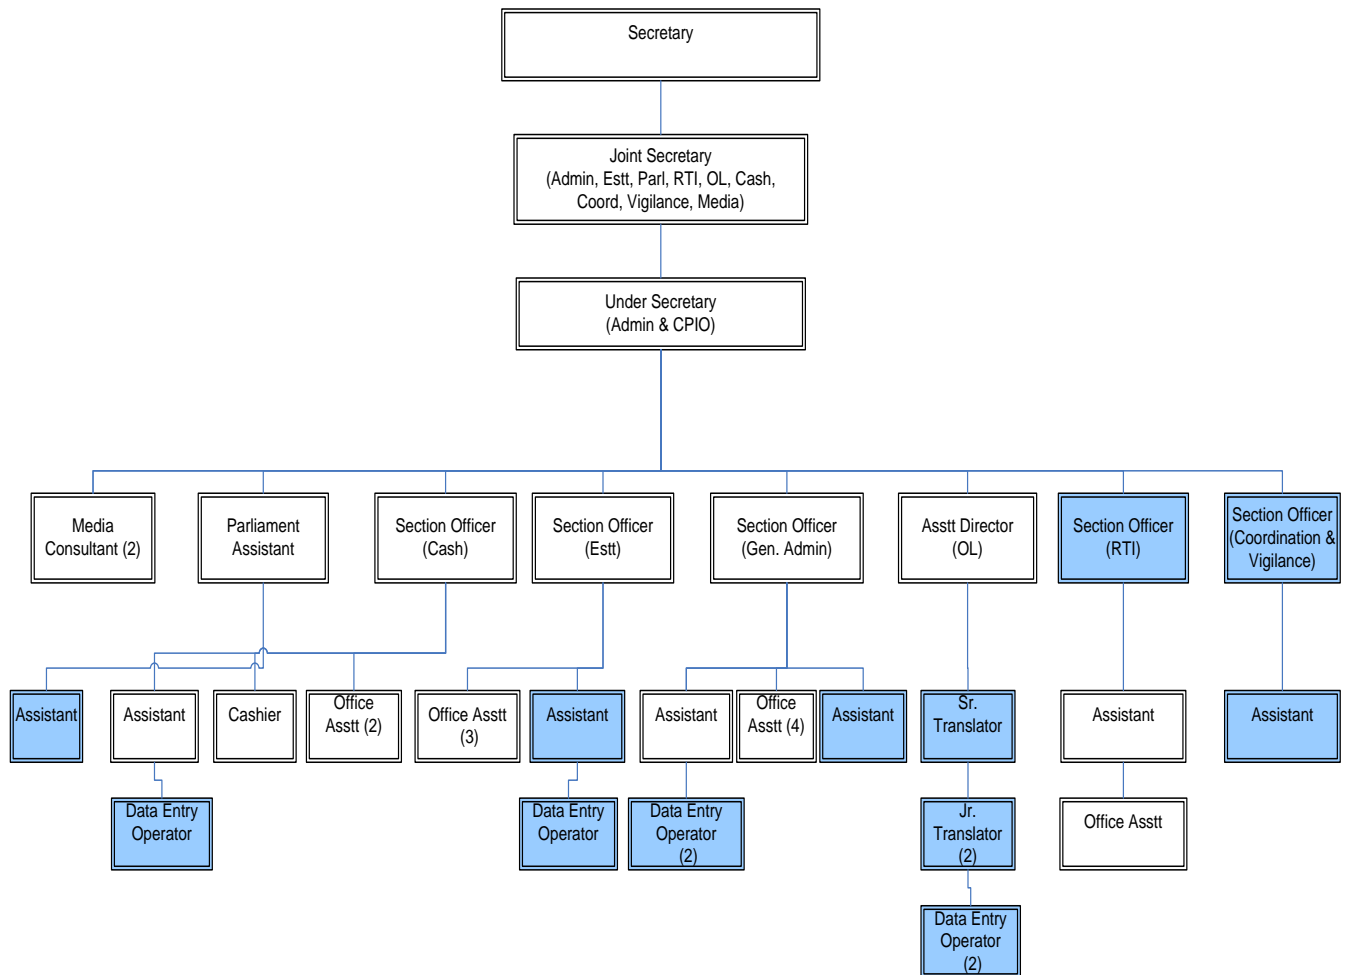 Secretary
Joint Secretary
(Admin, Estt, Parl, RTI, OL, Cash,
Coord, Vigilance, Media)
Under Secretary
(Admin & CPIO)
Media
Consultant (2)
Parliament
Assistant
Section Officer
(Cash)
Section Officer
(Estt)
Section Officer
(Gen. Admin)
Asstt Director
(OL)
Section Officer
(RTI)
Section Officer
(Coordination &
Vigilance)
Assistant
Assistant
Cashier
Office
Asstt (2)
Office Asstt
(3)
Assistant
Assistant
Office
Asstt (4)
Assistant
Sr.
Translator
Assistant
Assistant
Data Entry
Operator
Data Entry
Operator
Data Entry
Operator
(2)
Jr.
Translator
(2)
Office Asstt
Data Entry
Operator
(2)